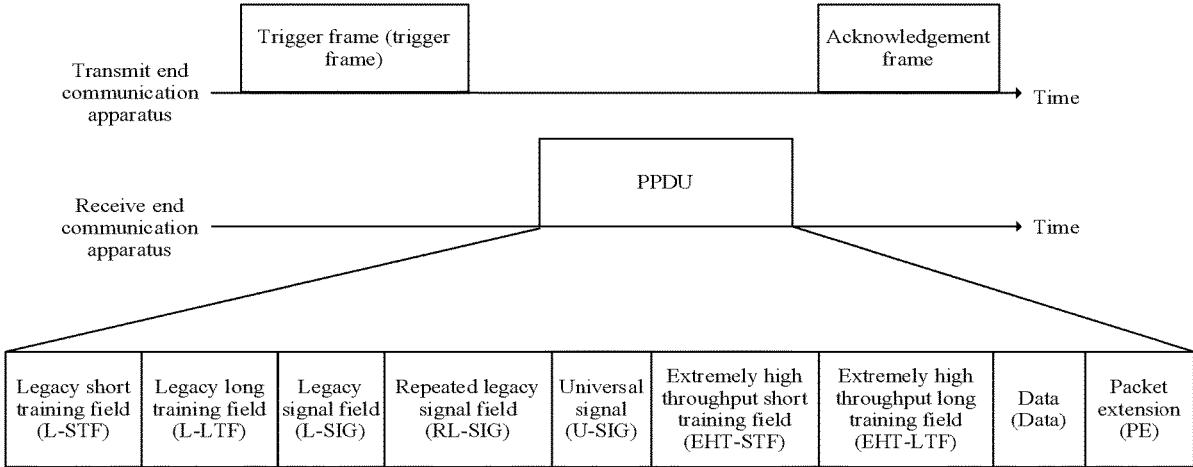 Trigger frame (trigger
frame)
Acknowledgement
frame
Transmit end
communication
apparatus
Time
PPDU
Receive end
communication
apparatus
Time
Legacy short
training field
(L-STF)
Legacy long
training field
(L-LTF)
Legacy
signal field
(L-SIG)
Repeated legacy
signal field
(RL-SIG)
Universal
signal
(U-SIG)
Extremely high
throughput short
training field
(EHT-STF)
Extremely high
throughput long
training field
(EHT-LTF)
Data
(Data)
Packet
extension
(PE)